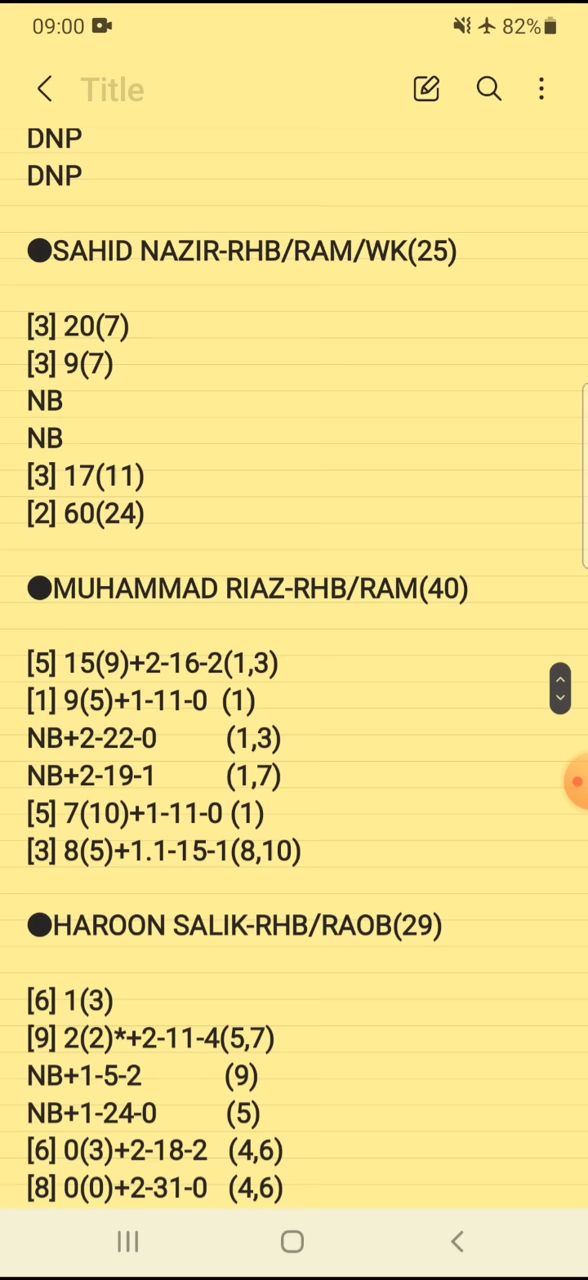 09:00 82%
Title
DNP
DNP
●SAHID NAZIR-RHB/RAM/WK(25)
[3] 20(7)
[3] 9(7)
NB
NB
[3] 17(11)
[2] 60(24)
●MUHAMMAD RIAZ-RHB/RAM(40)
[5] 15(9)+2-16-2(1,3)
[1] 9(5)+1-11-0 (1)
NB+2-22-0 (1,3)
NB+2-19-1 (1,7)
[5] 7(10)+1-11-0 (1)
[3] 8(5)+1.1-15-1(8,10)
●HAROON SALIK-RHB/RAOB(29)
[6] 1(3)
[9] 2(2)*+2-11-4(5,7)
NB+1-5-2 (9)
NB+1-24-0 (5)
[6] 0(3)+2-18-2 (4,6)
[8] 0(0)+2-31-0 (4,6)